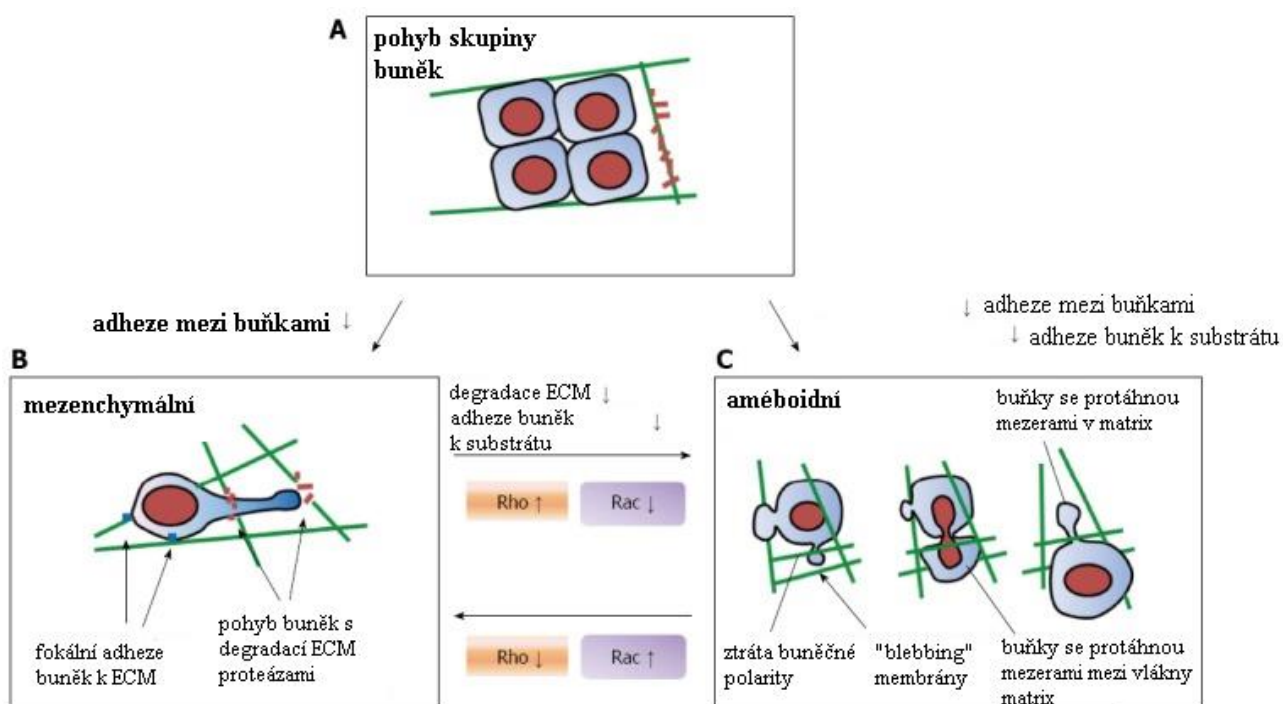 A
pohyb skupiny
buněk
adheze mezi buňkami ↓
↓ adheze mezi buňkami
↓ adheze buněk k substrátu
B
mezenchymální
fokální adheze
buněk k ECM
pohyb buněk s
degradací ECM
proteázami
degradace ECM ↓
adheze buněk ↓
k substrátu
Rho ↑
Rac ↓
Rho ↓
Rac ↑
C
améboidní
buňky se protáhnou
mezerami v matrix
ztráta buněčné
polarity
"blebbing"
membrány
buňky se protáhnou
mezerami mezi vlákny
matrix